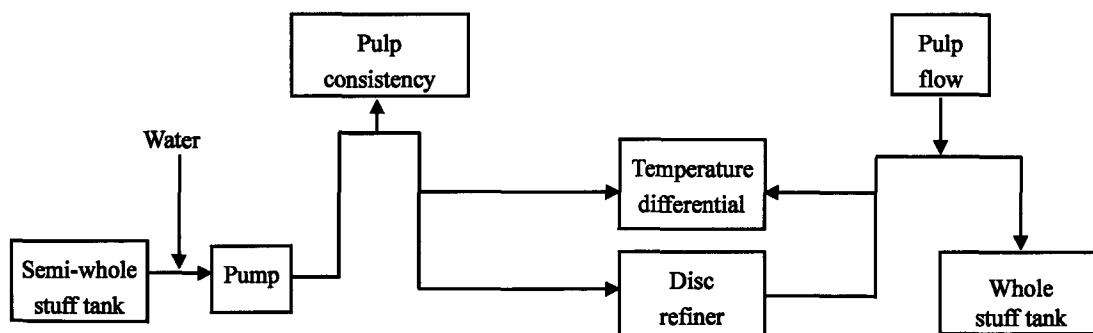 Pulp
consistency
Pulp
flow
Water
Temperature
differential
Semi-whole
stuff tank
Pump
Disc
refiner
Whole
stuff tank